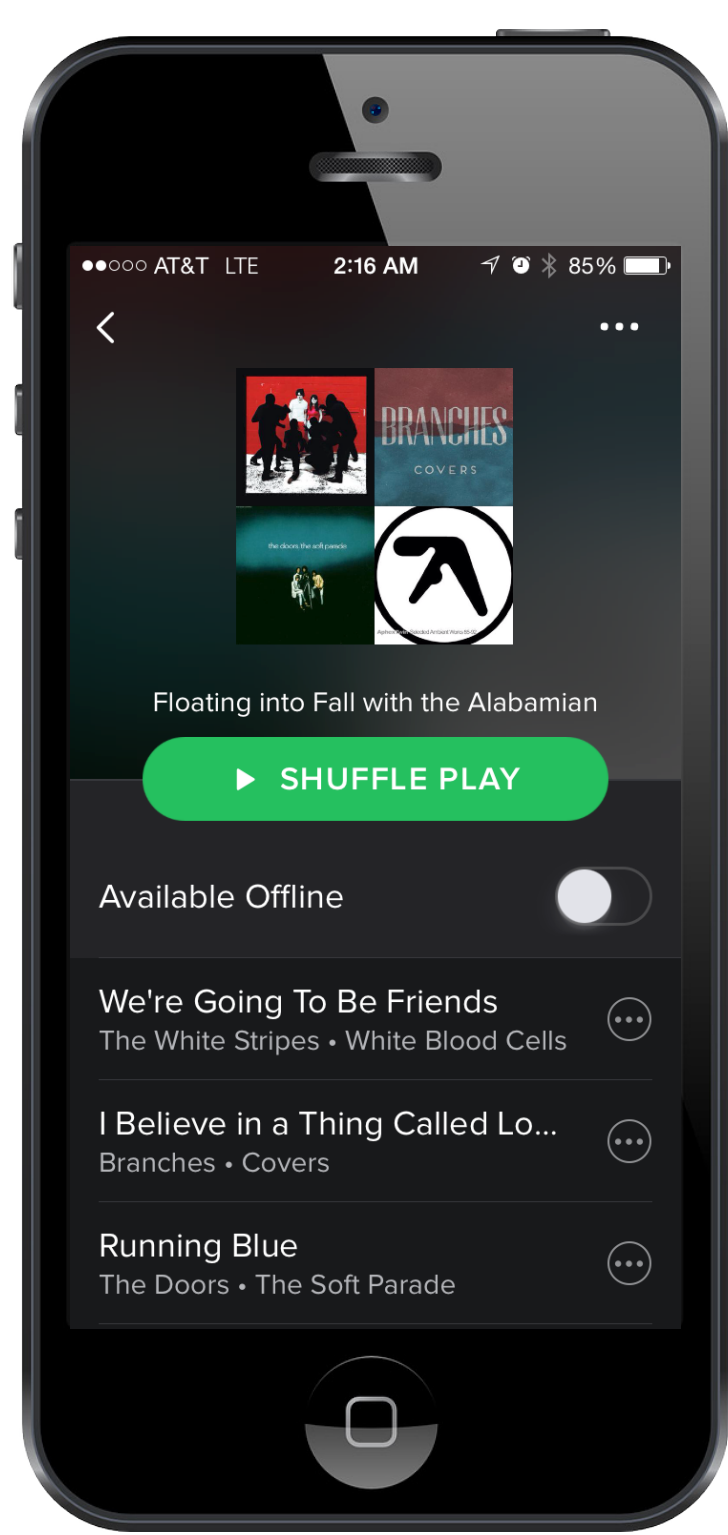 AT&T LTE 2:16 AM 85%
BRANCHES
COVERS
the doors, the soft parade
Floating into Fall with the Alabamian
SHUFFLE PLAY
Available Offline
We're Going To Be Friends
The White Stripes • White Blood Cells
I Believe in a Thing Called Lo...
Branches • Covers
Running Blue
The Doors • The Soft Parade